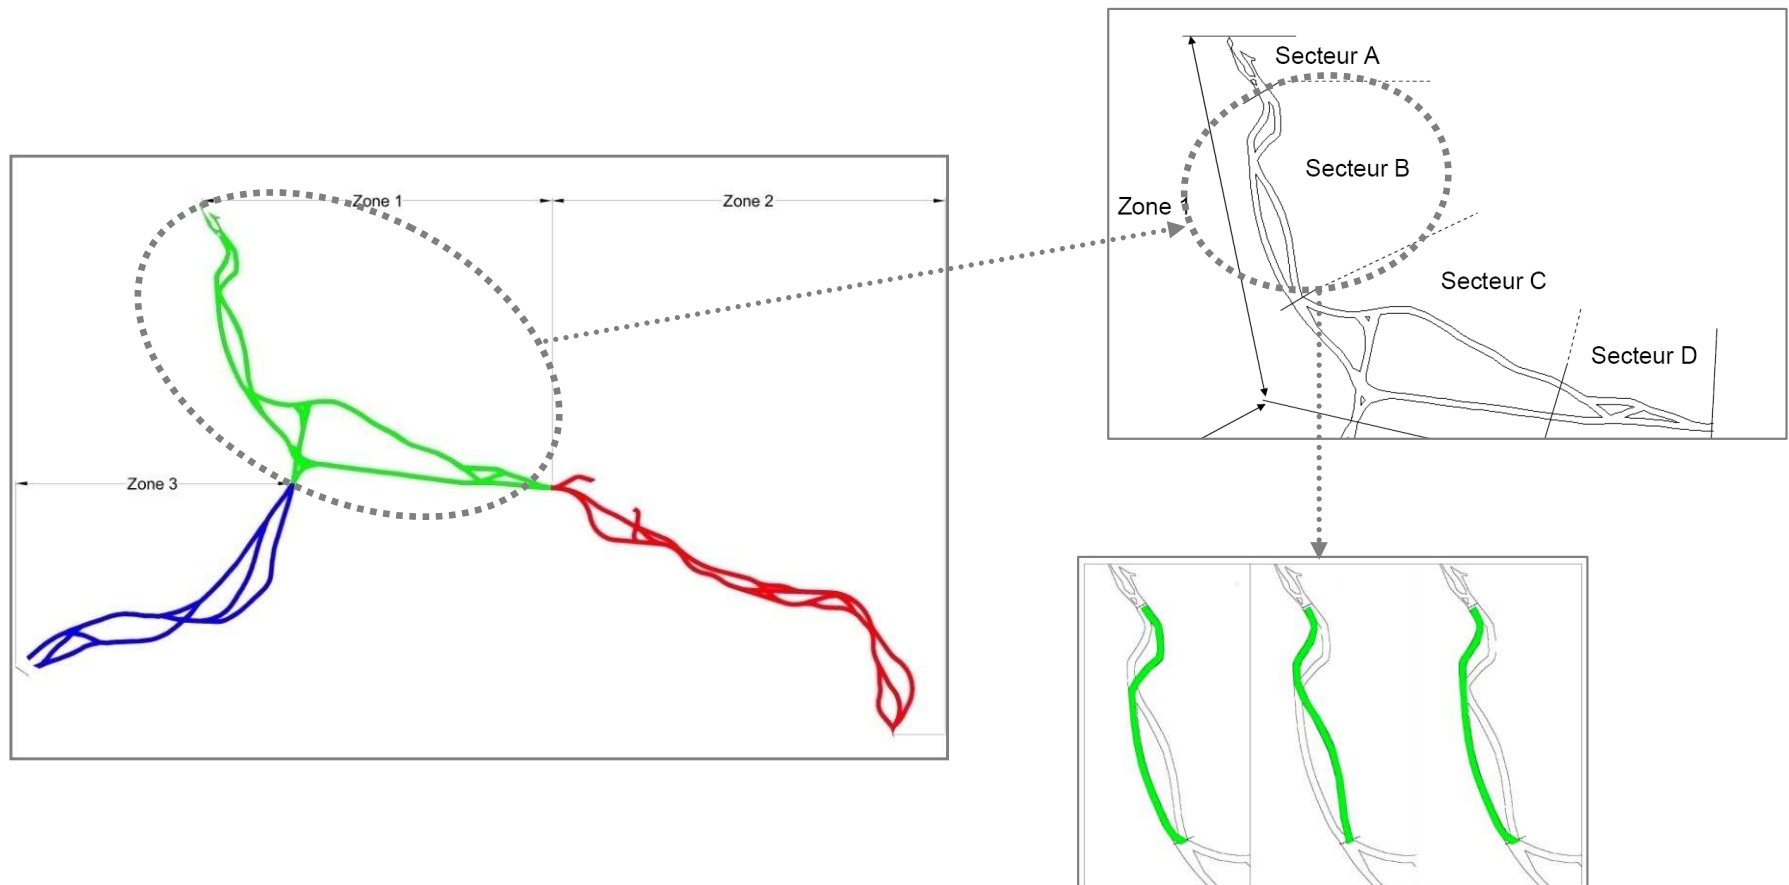 Zone 1
Zone 2
Zone 3
Secteur A
Secteur B
Zone 1
Secteur C
Secteur D